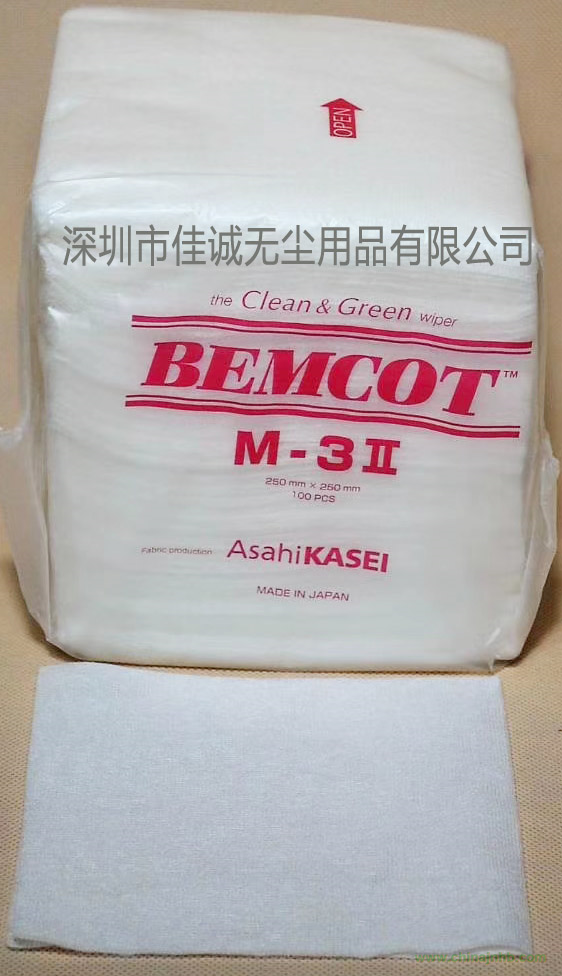 OPEN
深圳市佳诚无尘用品有限公司
the Clean & Green wiper
BEMCOT™
M-3Ⅱ
250 mm × 250 mm
100 PCS
Fabric production AsahiKASEI
MADE IN JAPAN